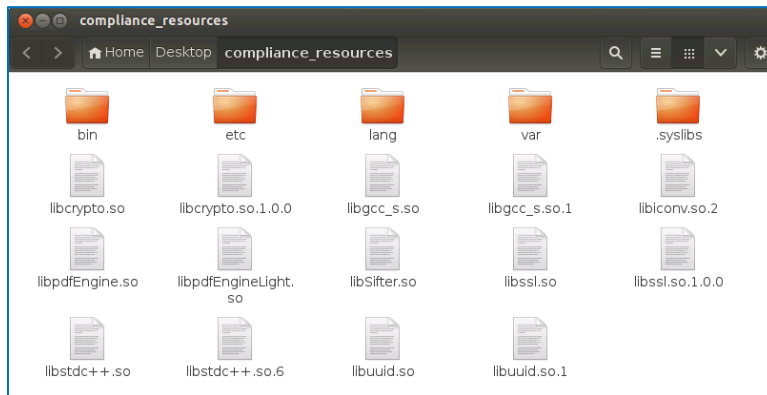 compliance_resources
Home Desktop compliance_resources
bin etc lang var .syslibs
libcrypto.so libcrypto.so.1.0.0 libgcc_s.so libgcc_s.so.1 libiconv.so.2
libpdfEngine.so libpdfEngineLight. libSifter.so libssl.so libssl.so.1.0.0
so
libstdc++.so libstdc++.so.6 libuuid.so libuuid.so.1